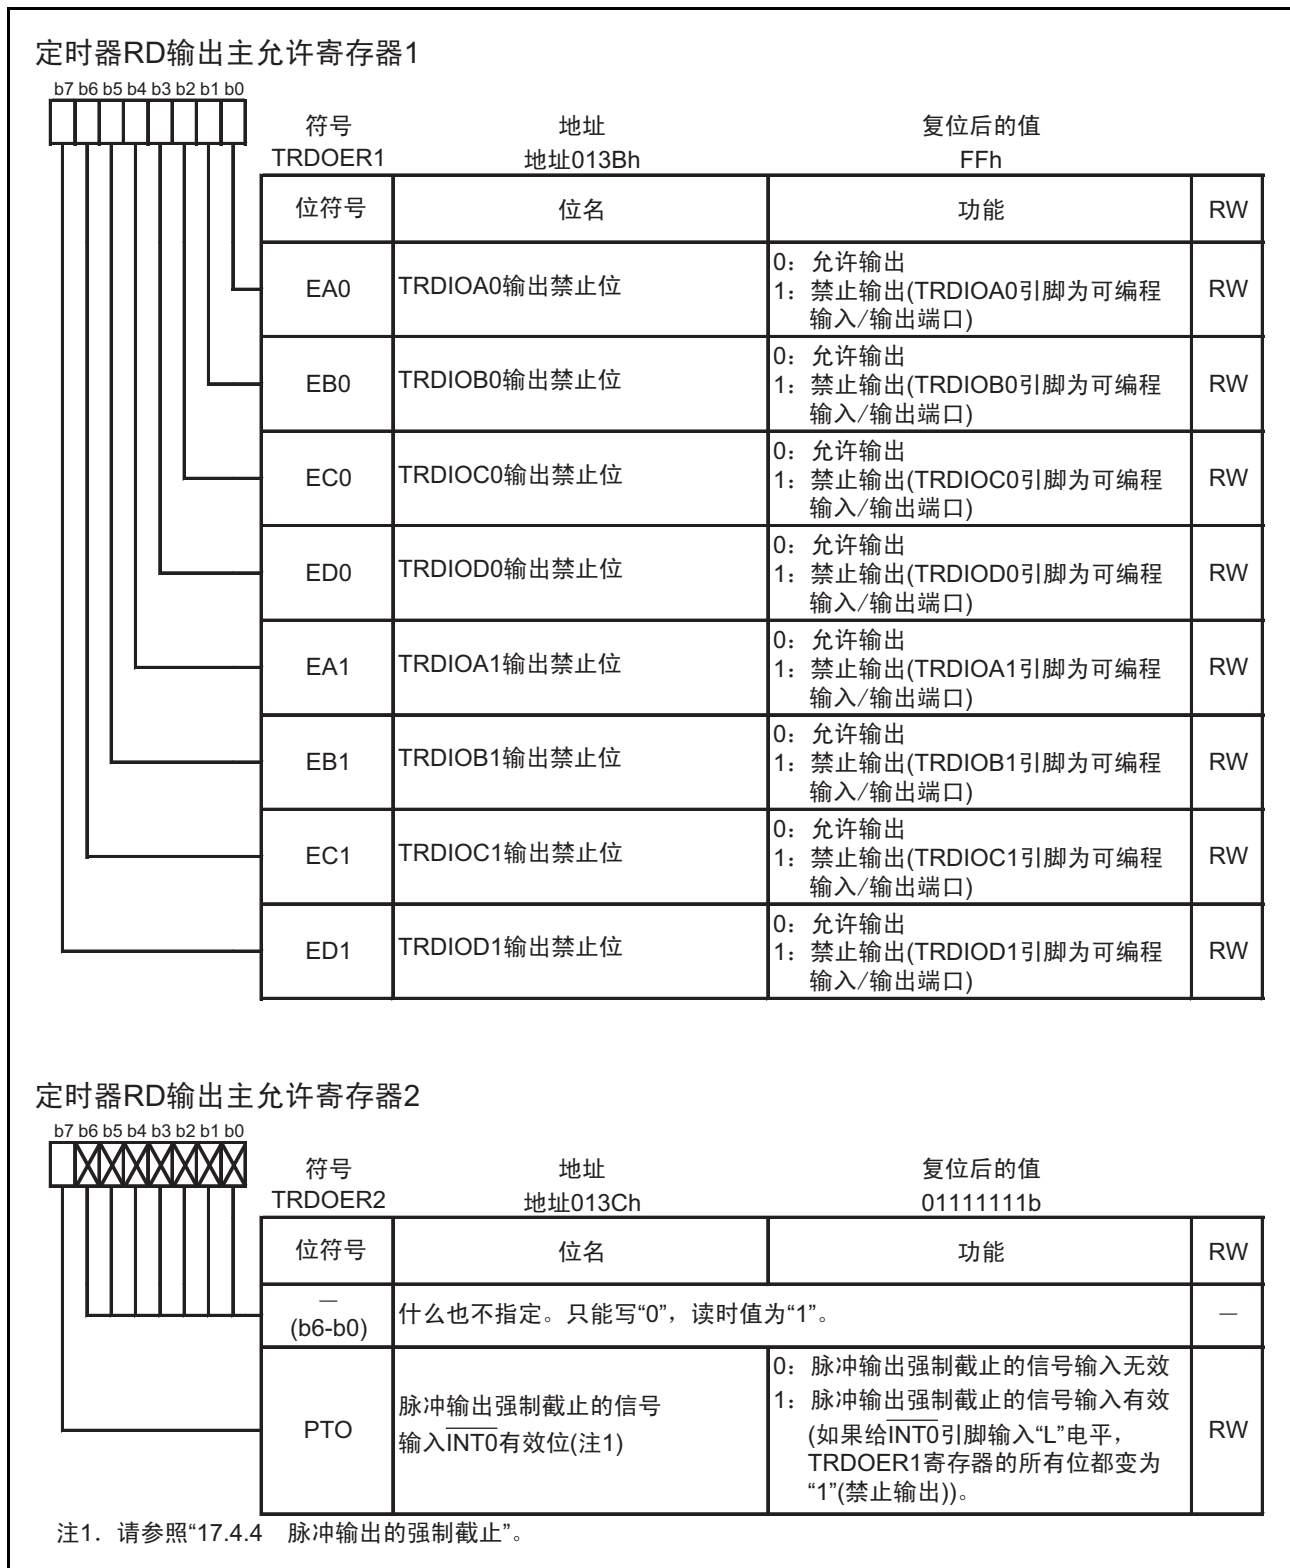 定时器RD输出主允许寄存器1
b7 b6 b5 b4 b3 b2 b1 b0
符号 地址 复位后的值
TRDOER1 地址013Bh FFh
位符号 位名 功能 RW
EA0 TRDIOA0输出禁止位 0：允许输出 RW
1：禁止输出(TRDIOA0引脚为可编程
输入/输出端口)
EB0 TRDIOB0输出禁止位 0：允许输出 RW
1：禁止输出(TRDIOB0引脚为可编程
输入/输出端口)
EC0 TRDIOC0输出禁止位 0：允许输出 RW
1：禁止输出(TRDIOC0引脚为可编程
输入/输出端口)
ED0 TRDIOD0输出禁止位 0：允许输出 RW
1：禁止输出(TRDIOD0引脚为可编程
输入/输出端口)
EA1 TRDIOA1输出禁止位 0：允许输出 RW
1：禁止输出(TRDIOA1引脚为可编程
输入/输出端口)
EB1 TRDIOB1输出禁止位 0：允许输出 RW
1：禁止输出(TRDIOB1引脚为可编程
输入/输出端口)
EC1 TRDIOC1输出禁止位 0：允许输出 RW
1：禁止输出(TRDIOC1引脚为可编程
输入/输出端口)
ED1 TRDIOD1输出禁止位 0：允许输出 RW
1：禁止输出(TRDIOD1引脚为可编程
输入/输出端口)
定时器RD输出主允许寄存器2
b7 b6 b5 b4 b3 b2 b1 b0
符号 地址 复位后的值
TRDOER2 地址013Ch 01111111b
位符号 位名 功能 RW
—
(b6-b0) 什么也不指定。只能写“0”，读时值为“1”。 —
PTO 脉冲输出强制截止的信号
输入INT0有效位(注1)
0：脉冲输出强制截止的信号输入无效
1：脉冲输出强制截止的信号输入有效
(如果给INT0引脚输入“L”电平，
TRDOER1寄存器的所有位都变为
“1”(禁止输出))。
RW
注1. 请参照“17.4.4 脉冲输出的强制截止”。